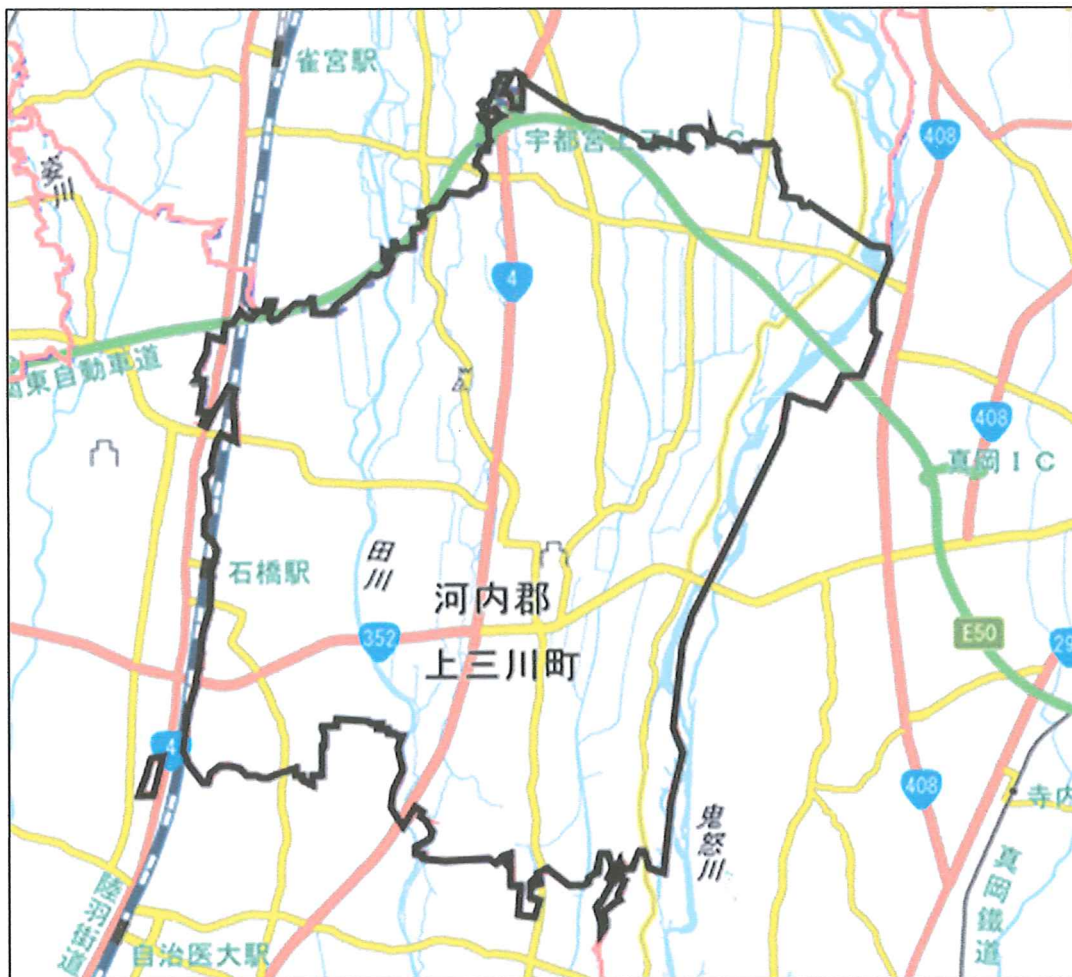 雀宮駅
408
宇都宮上三川IC
姿川
4
関東自動車道
408
真岡IC
田川
石橋駅
河内郡
352
E50
上三川町
29
4
408
寺内
鬼怒川
真岡鐵道
陸羽街道
自治医大駅